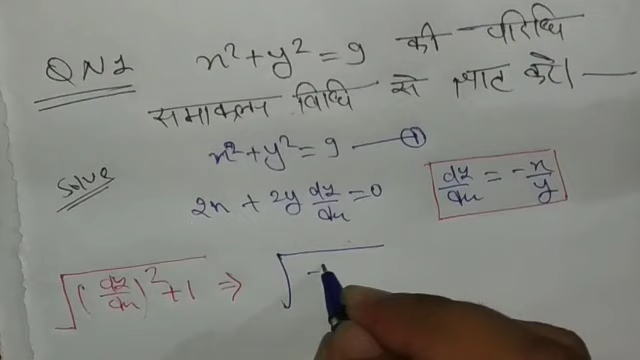 QN1 x²+y²=9 की परिधि
समाकलन विधि से ज्ञात करो।
x²+y²=9 —①
Solve
2x + 2y dy/dx =0
dy/dx = -x/y
√(dy/dx)²+1 ⇒ √-